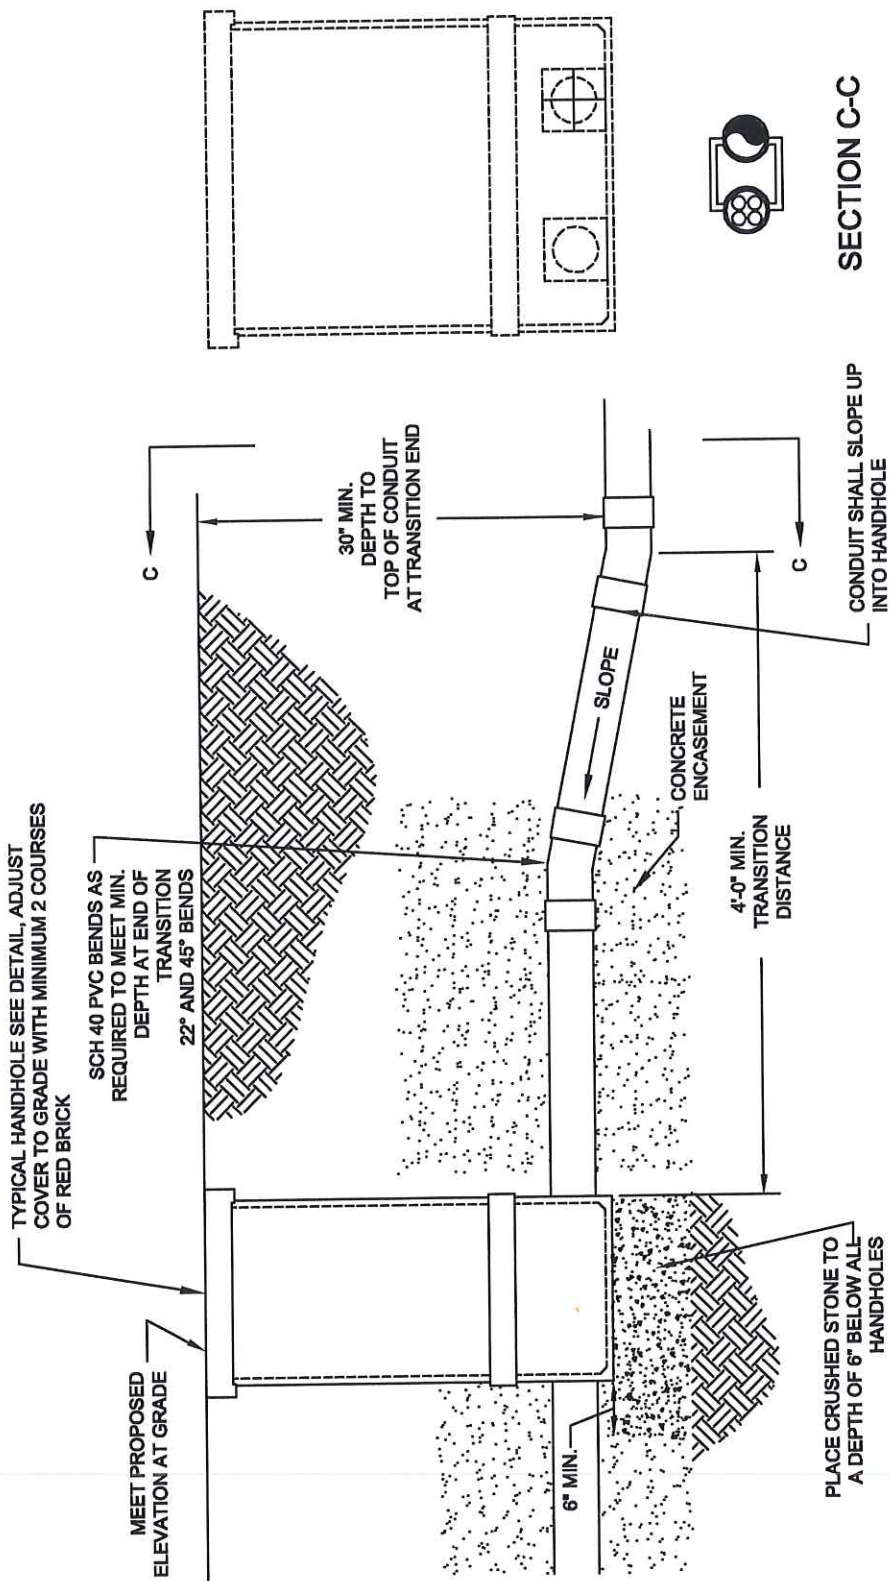 TYPICAL HANDHOLE SEE DETAIL, ADJUST
COVER TO GRADE WITH MINIMUM 2 COURSES
OF RED BRICK
MEET PROPOSED
ELEVATION AT GRADE
SCH 40 PVC BENDS AS
REQUIRED TO MEET MIN.
DEPTH AT END OF
TRANSITION
22° AND 45° BENDS
C
30" MIN.
DEPTH TO
TOP OF CONDUIT
AT TRANSITION END
SLOPE
CONCRETE
ENCASEMENT
6" MIN.
4'-0" MIN.
TRANSITION
DISTANCE
C
CONDUIT SHALL SLOPE UP
INTO HANDHOLE
PLACE CRUSHED STONE TO
A DEPTH OF 6" BELOW ALL
HANDHOLES
SECTION C-C